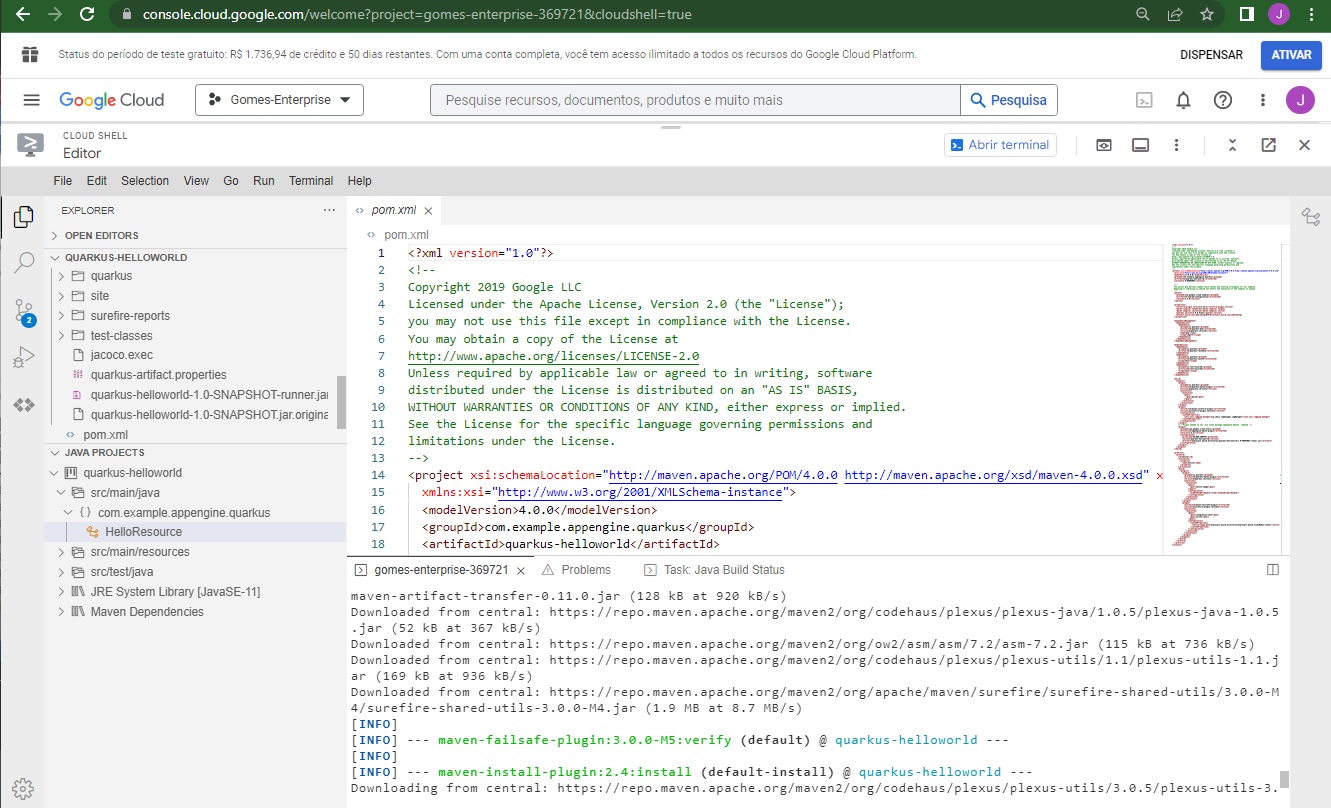 console.cloud.google.com/welcome?project=gomes-enterprise-369721&cloudshell=true
J
Status do período de teste gratuito: R$ 1.736,94 de crédito e 50 dias restantes. Com uma conta completa, você tem acesso ilimitado a todos os recursos do Google Cloud Platform.
DISPENSAR
ATIVAR
Google Cloud
Gomes-Enterprise
Pesquise recursos, documentos, produtos e muito mais
Pesquisa
J
CLOUD SHELL
Editor
Abrir terminal
File Edit Selection View Go Run Terminal Help
EXPLORER
OPEN EDITORS
QUARKUS-HELLOWORLD
quarkus
site
surefire-reports
test-classes
jacoco.exec
quarkus-artifact.properties
quarkus-helloworld-1.0-SNAPSHOT-runner.jar
quarkus-helloworld-1.0-SNAPSHOT.jar.origina
pom.xml
2
JAVA PROJECTS
quarkus-helloworld
src/main/java
{} com.example.appengine.quarkus
HelloResource
src/main/resources
src/test/java
JRE System Library [JavaSE-11]
Maven Dependencies
pom.xml
pom.xml
1 <?xml version="1.0"?>
2 <!--
3 Copyright 2019 Google LLC
4 Licensed under the Apache License, Version 2.0 (the "License");
5 you may not use this file except in compliance with the License.
6 You may obtain a copy of the License at
7 http://www.apache.org/licenses/LICENSE-2.0
8 Unless required by applicable law or agreed to in writing, software
9 distributed under the License is distributed on an "AS IS" BASIS,
10 WITHOUT WARRANTIES OR CONDITIONS OF ANY KIND, either express or implied.
11 See the License for the specific language governing permissions and
12 limitations under the License.
13 -->
14 <project xsi:schemaLocation="http://maven.apache.org/POM/4.0.0 http://maven.apache.org/xsd/maven-4.0.0.xsd" x
15 xmlns:xsi="http://www.w3.org/2001/XMLSchema-instance">
16 <modelVersion>4.0.0</modelVersion>
17 <groupId>com.example.appengine.quarkus</groupId>
18 <artifactId>quarkus-helloworld</artifactId>
gomes-enterprise-369721
Problems
Task: Java Build Status
maven-artifact-transfer-0.11.0.jar (128 kB at 920 kB/s)
Downloaded from central: https://repo.maven.apache.org/maven2/org/codehaus/plexus/plexus-java/1.0.5/plexus-java-1.0.5
.jar (52 kB at 367 kB/s)
Downloaded from central: https://repo.maven.apache.org/maven2/org/ow2/asm/asm/7.2/asm-7.2.jar (115 kB at 736 kB/s)
Downloaded from central: https://repo.maven.apache.org/maven2/org/codehaus/plexus/plexus-utils/1.1/plexus-utils-1.1.j
ar (169 kB at 936 kB/s)
Downloaded from central: https://repo.maven.apache.org/maven2/org/apache/maven/surefire/surefire-shared-utils/3.0.0-M
4/surefire-shared-utils-3.0.0-M4.jar (1.9 MB at 8.7 MB/s)
[INFO]
[INFO] --- maven-failsafe-plugin:3.0.0-M5:verify (default) @ quarkus-helloworld ---
[INFO]
[INFO] --- maven-install-plugin:2.4:install (default-install) @ quarkus-helloworld ---
Downloading from central: https://repo.maven.apache.org/maven2/org/codehaus/plexus/plexus-utils/3.0.5/plexus-utils-3.